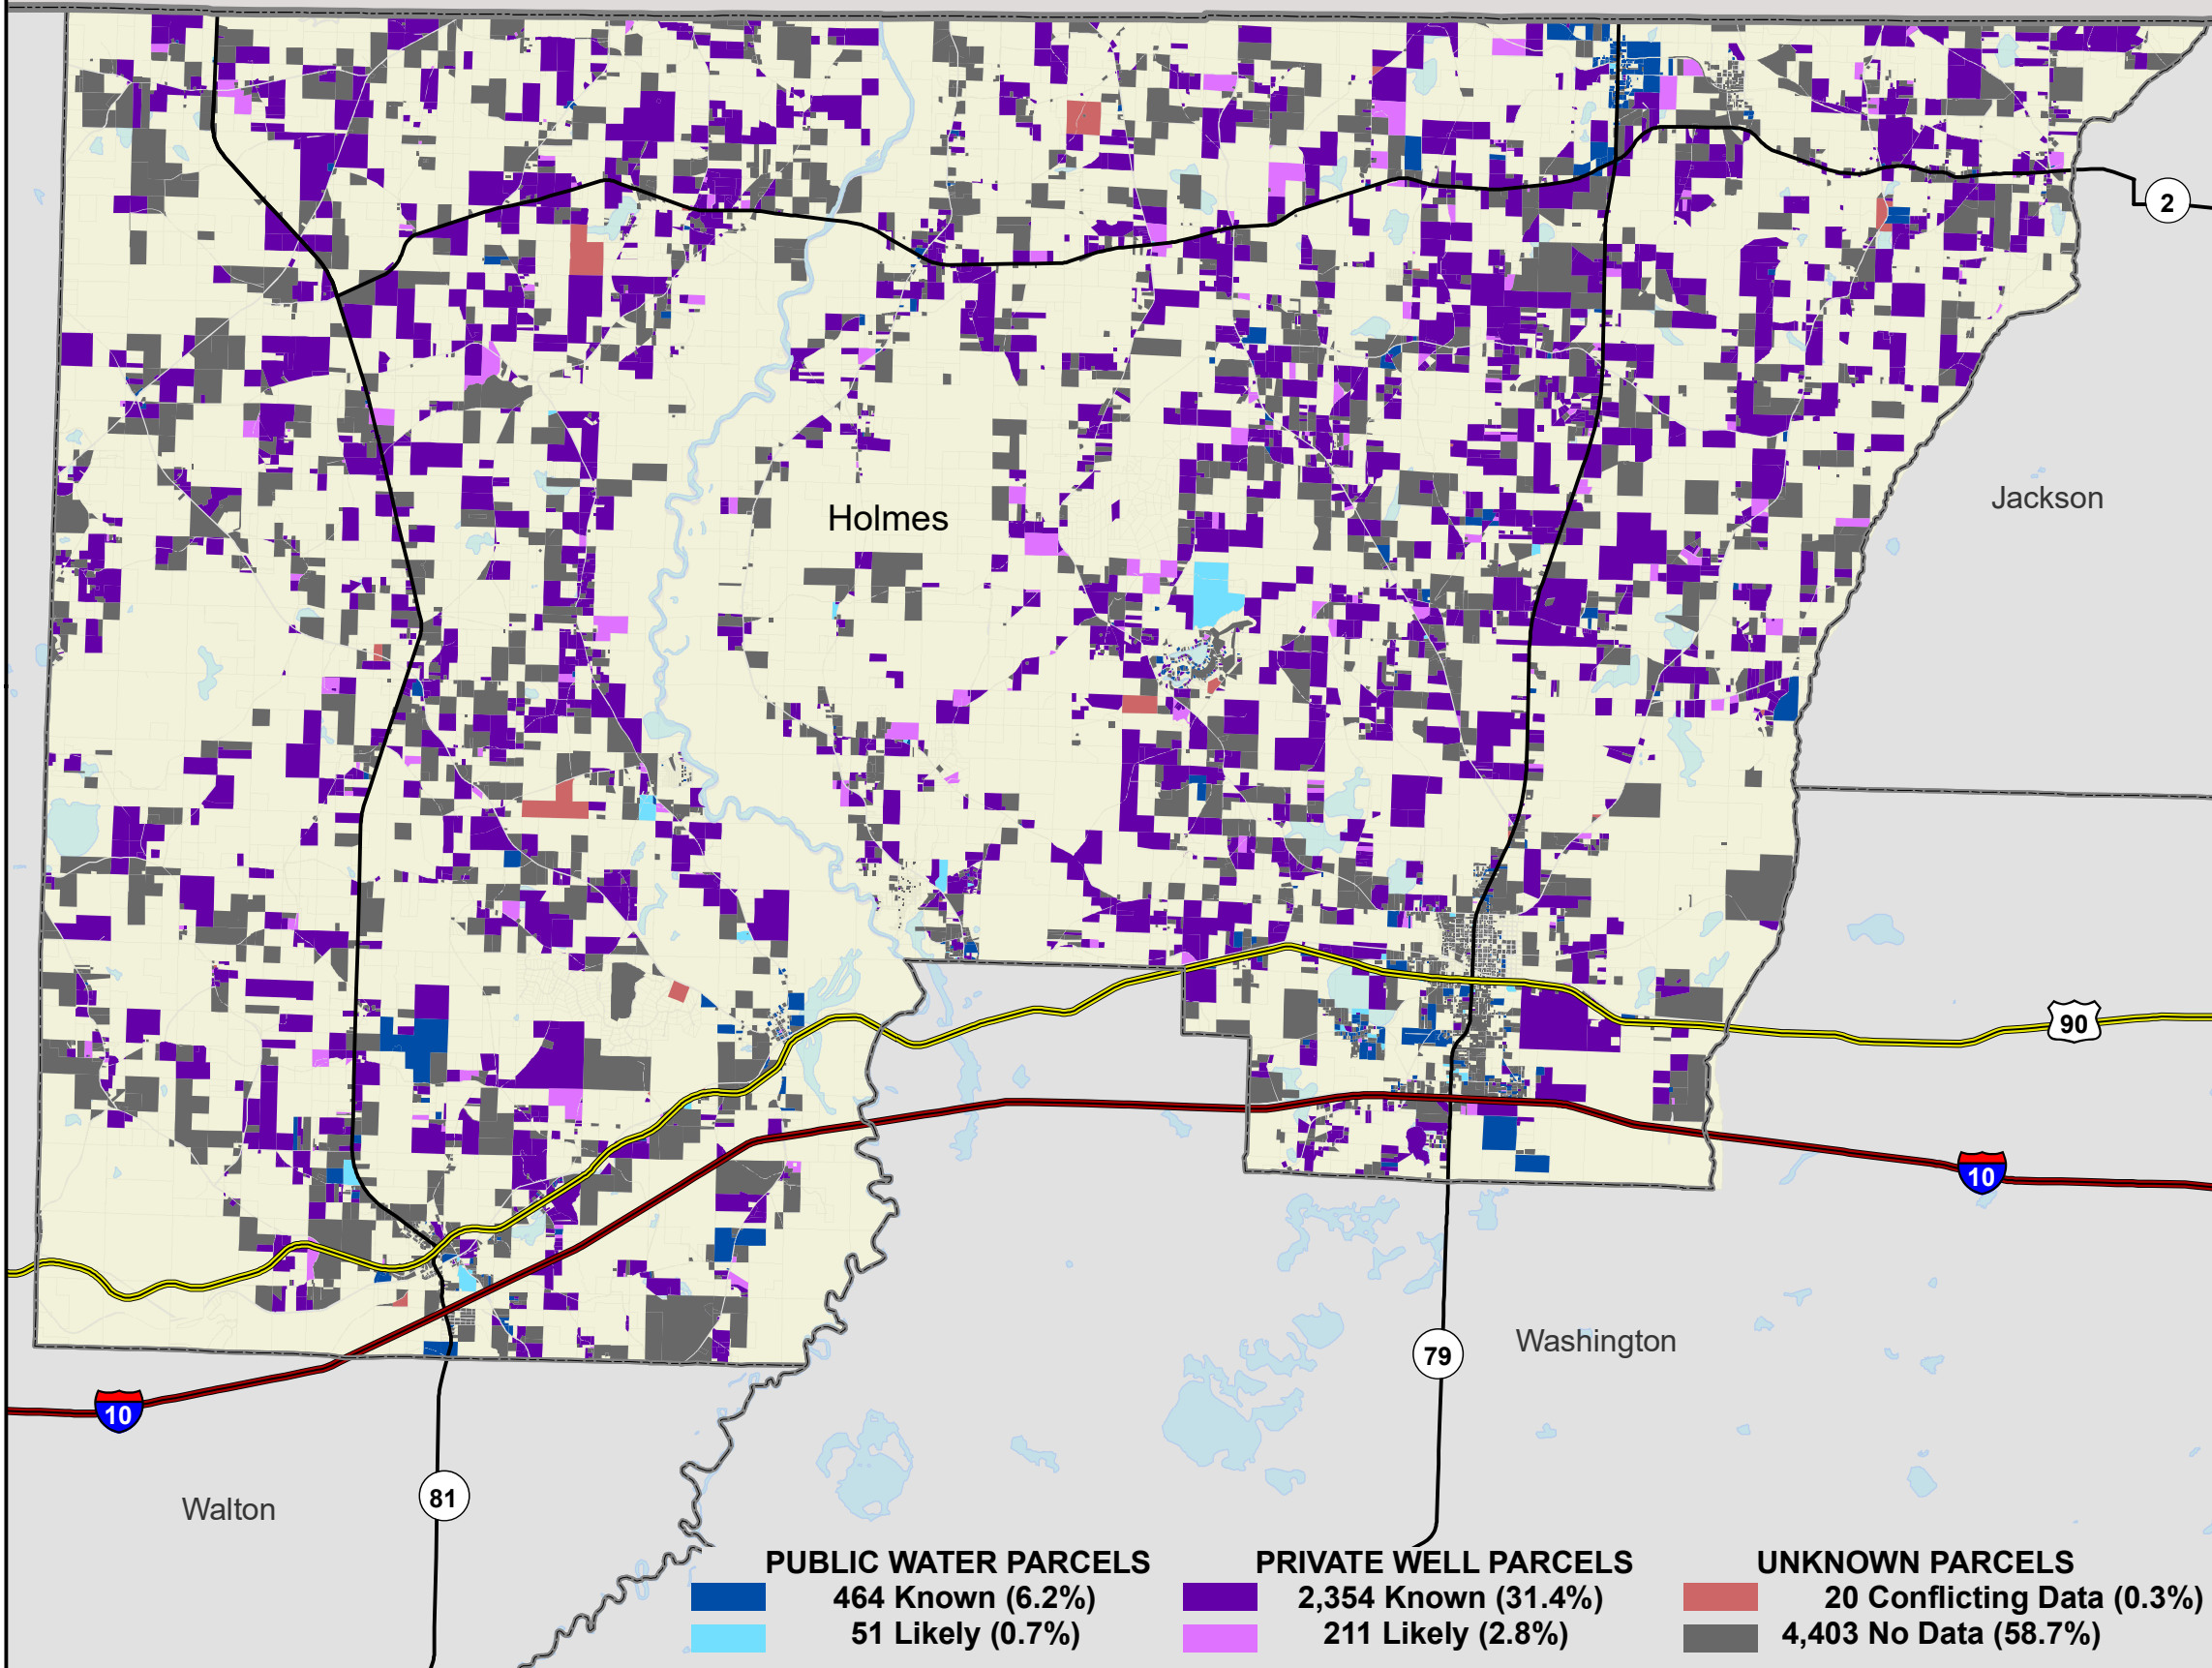 2
Jackson
Holmes
90
10
79
Washington
10
81
Walton
PUBLIC WATER PARCELS
464 Known (6.2%)
51 Likely (0.7%)
PRIVATE WELL PARCELS
2,354 Known (31.4%)
211 Likely (2.8%)
UNKNOWN PARCELS
20 Conflicting Data (0.3%)
4,403 No Data (58.7%)